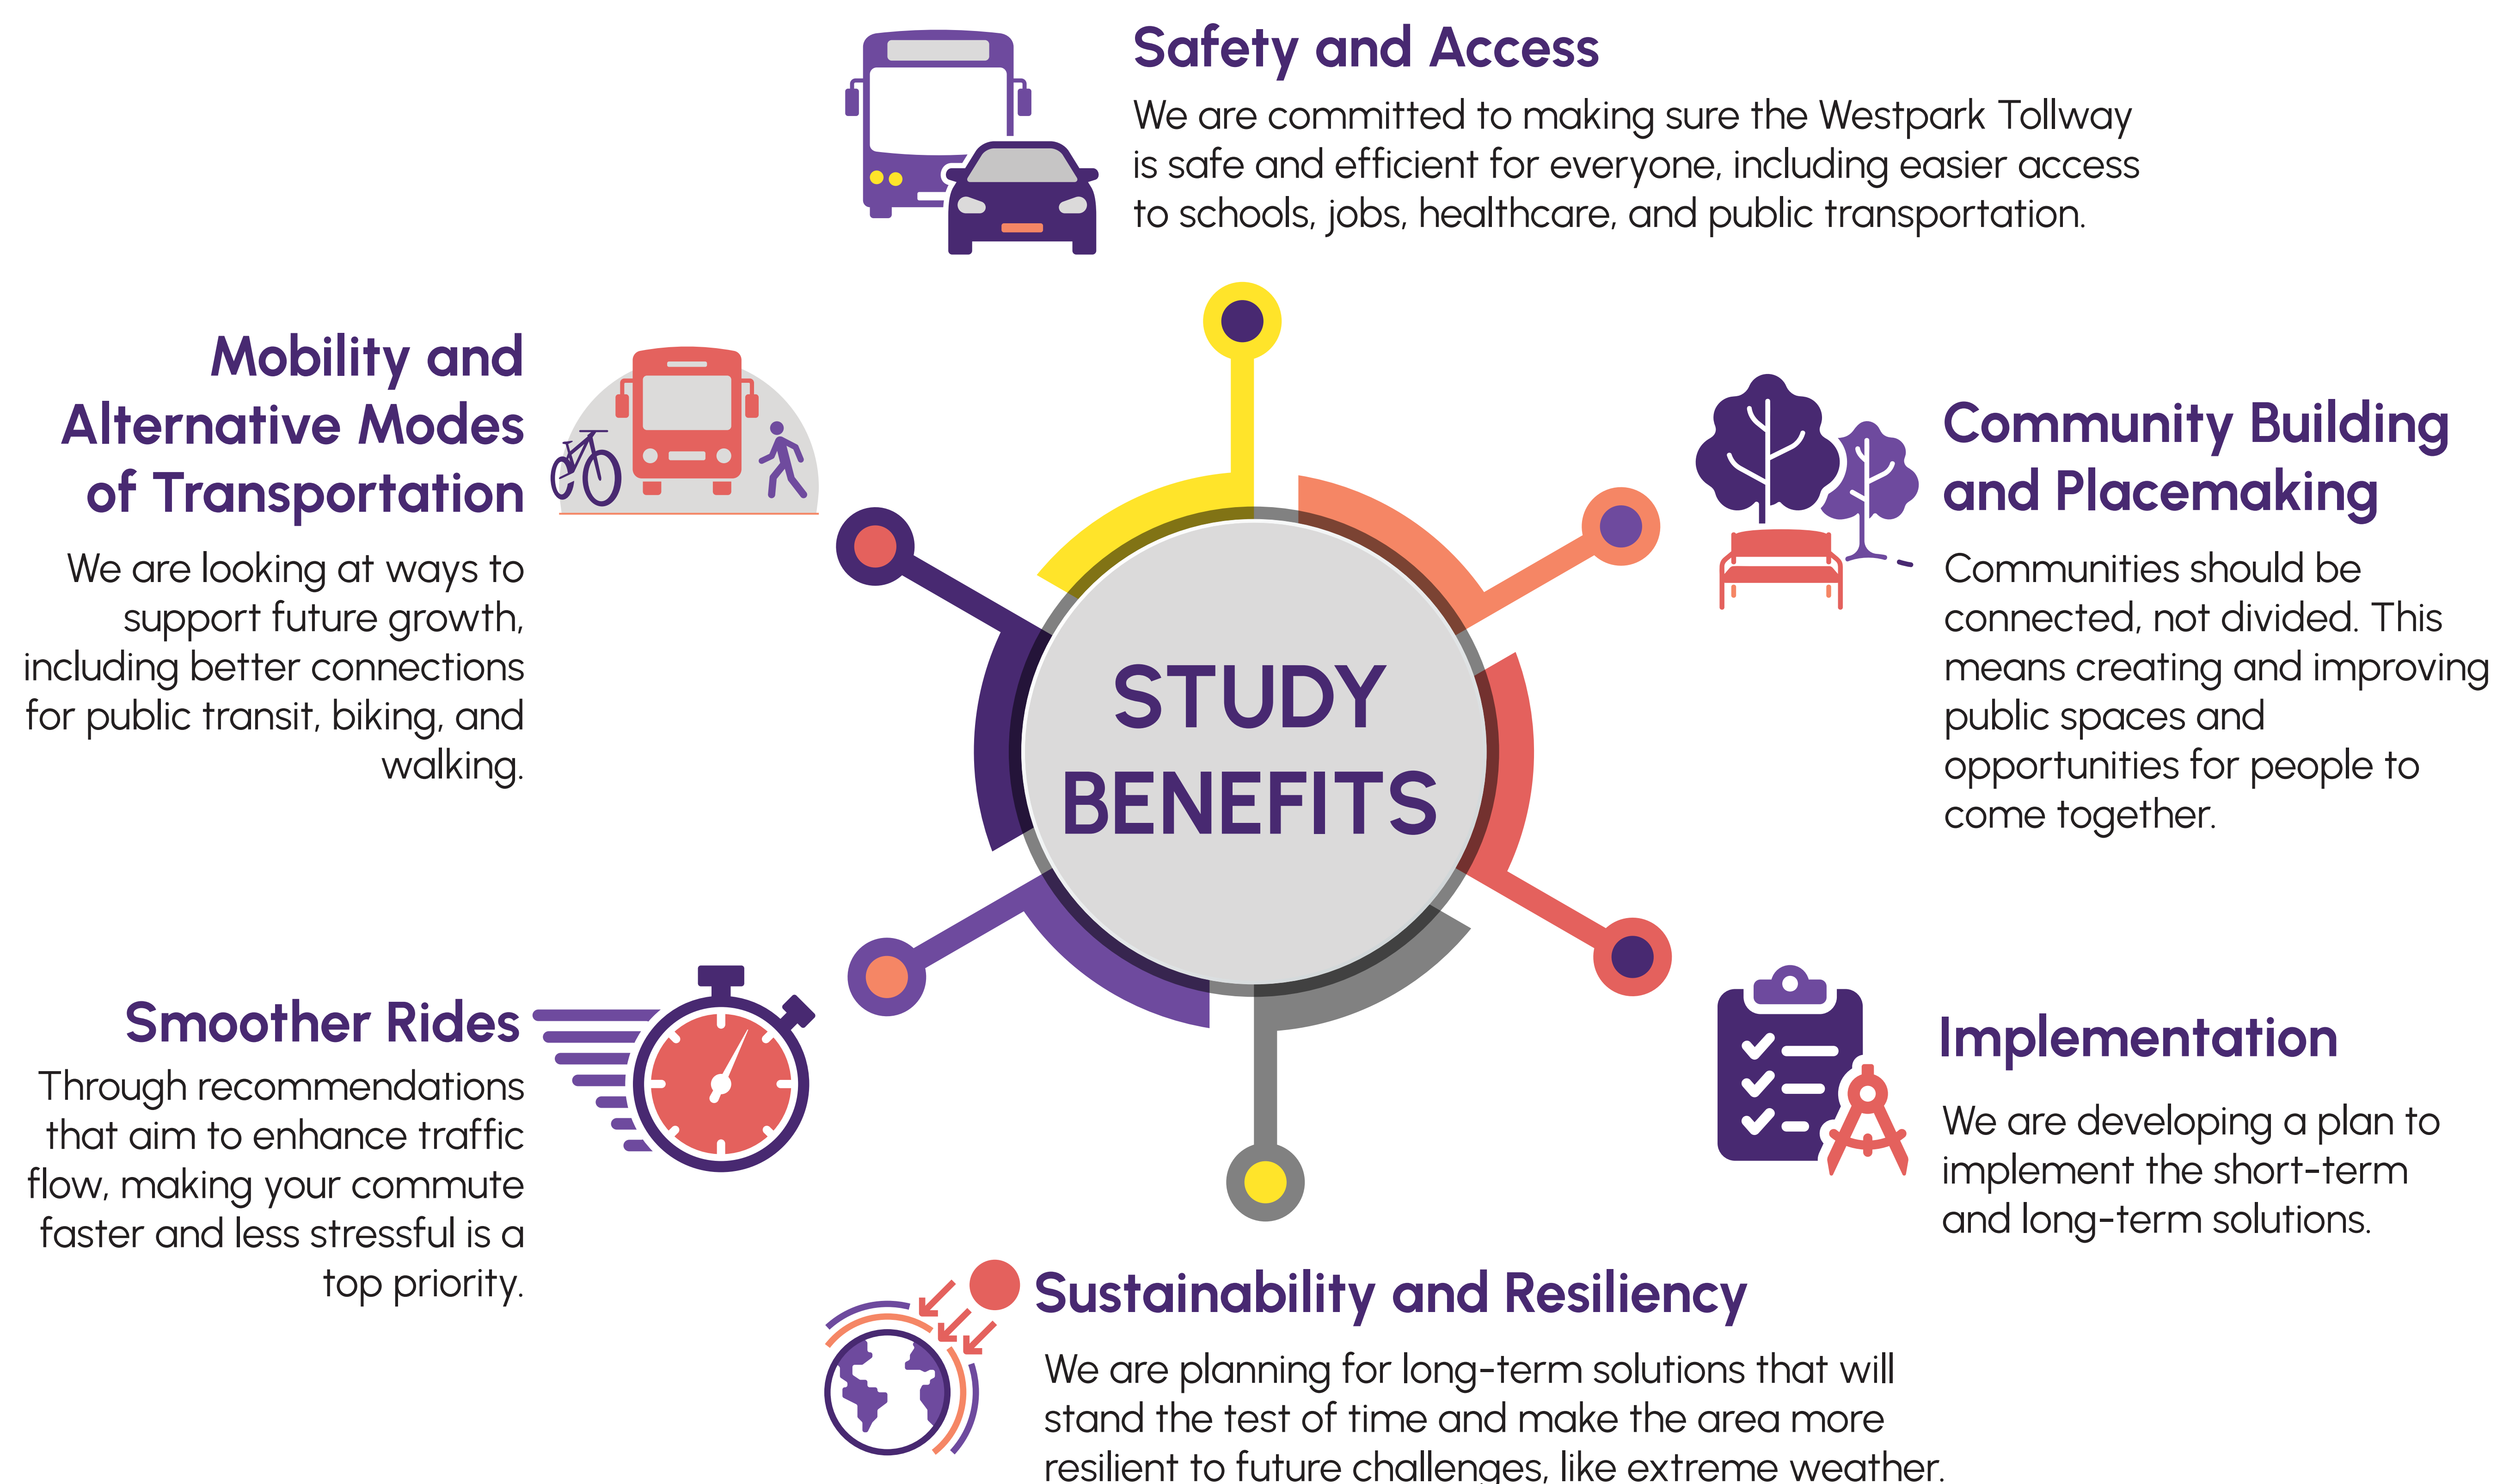 Safety and Access
We are committed to making sure the Westpark Tollway
is safe and efficient for everyone, including easier access
to schools, jobs, healthcare, and public transportation.
Mobility and
Alternative Modes
of Transportation
We are looking at ways to
support future growth,
including better connections
for public transit, biking, and
walking.
Community Building
and Placemaking
Communities should be
connected, not divided. This
means creating and improving
public spaces and
opportunities for people to
come together.
STUDY
BENEFITS
Smoother Rides
Through recommendations
that aim to enhance traffic
flow, making your commute
faster and less stressful is a
top priority.
Implementation
We are developing a plan to
implement the short-term
and long-term solutions.
Sustainability and Resiliency
We are planning for long-term solutions that will
stand the test of time and make the area more
resilient to future challenges, like extreme weather.